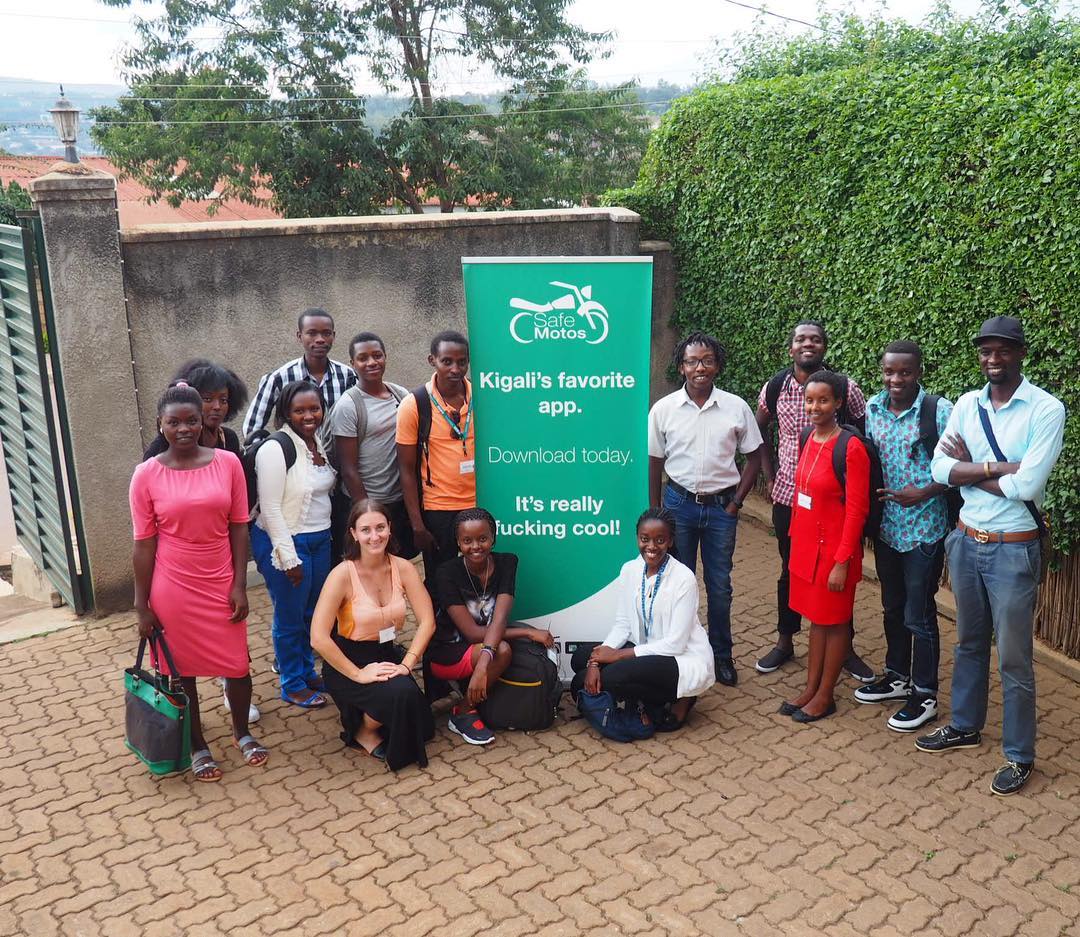 Safe
Motos
Kigali's favorite
app.
Download today.
It's really
fucking cool!